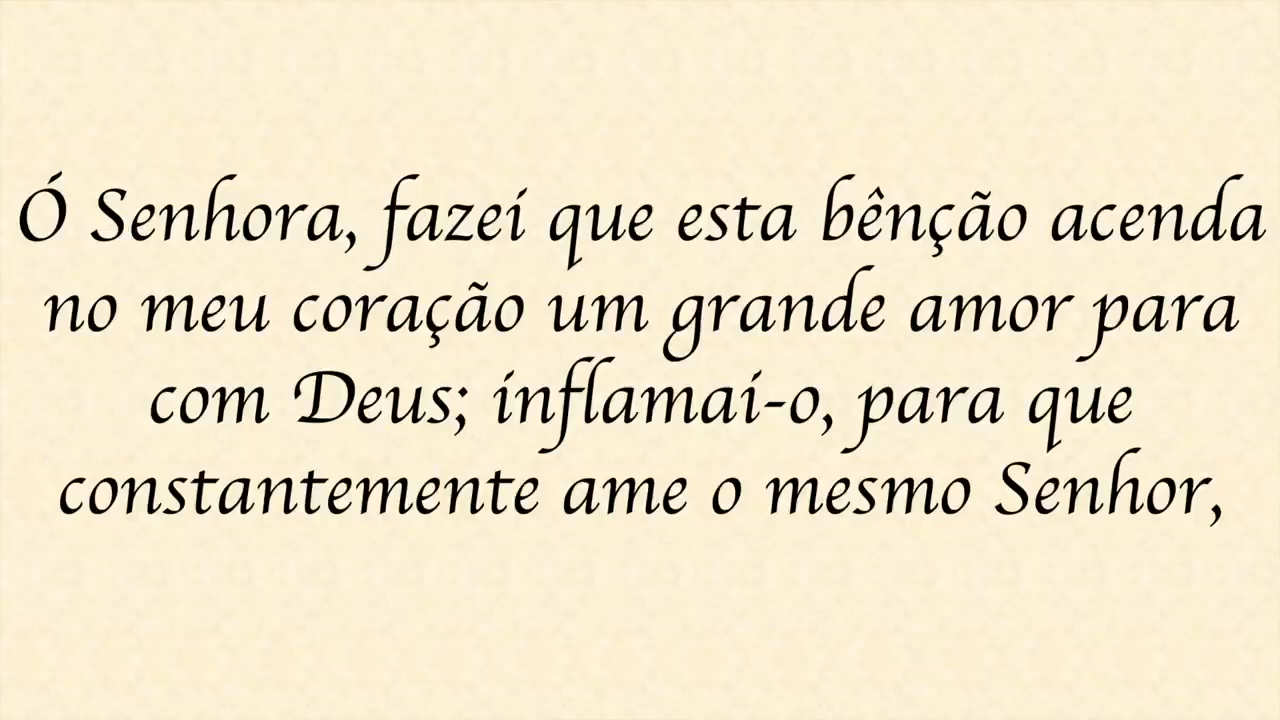 Ó Senhora, fazei que esta bênção acenda
no meu coração um grande amor para
com Deus; inflamai-o, para que
constantemente ame o mesmo Senhor,